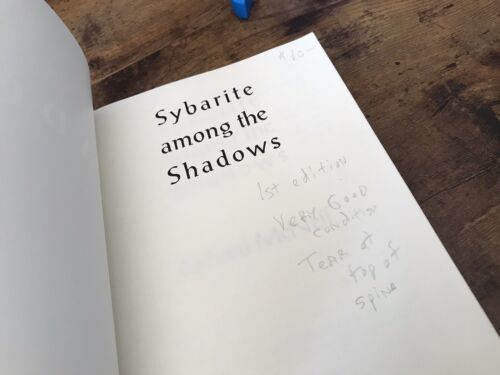 $10—
Sybarite
among the
Shadows
1st edition
Very Good
condition
Tear at
top of
spine